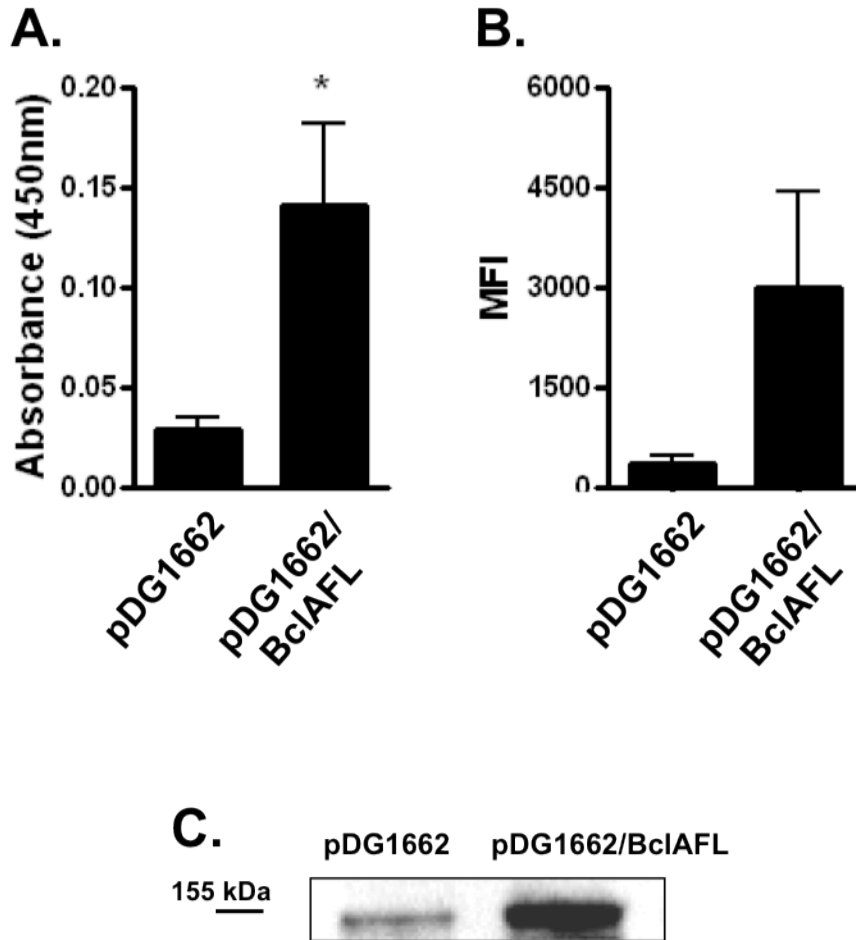 A.
Absorbance (450nm)
0.20
0.15
0.10
0.05
0.00
*
pDG1662
pDG1662/
BclAFL
B.
MFI
6000
4500
3000
1500
0
pDG1662
pDG1662/
BclAFL
C.
pDG1662
pDG1662/BclAFL
155 kDa